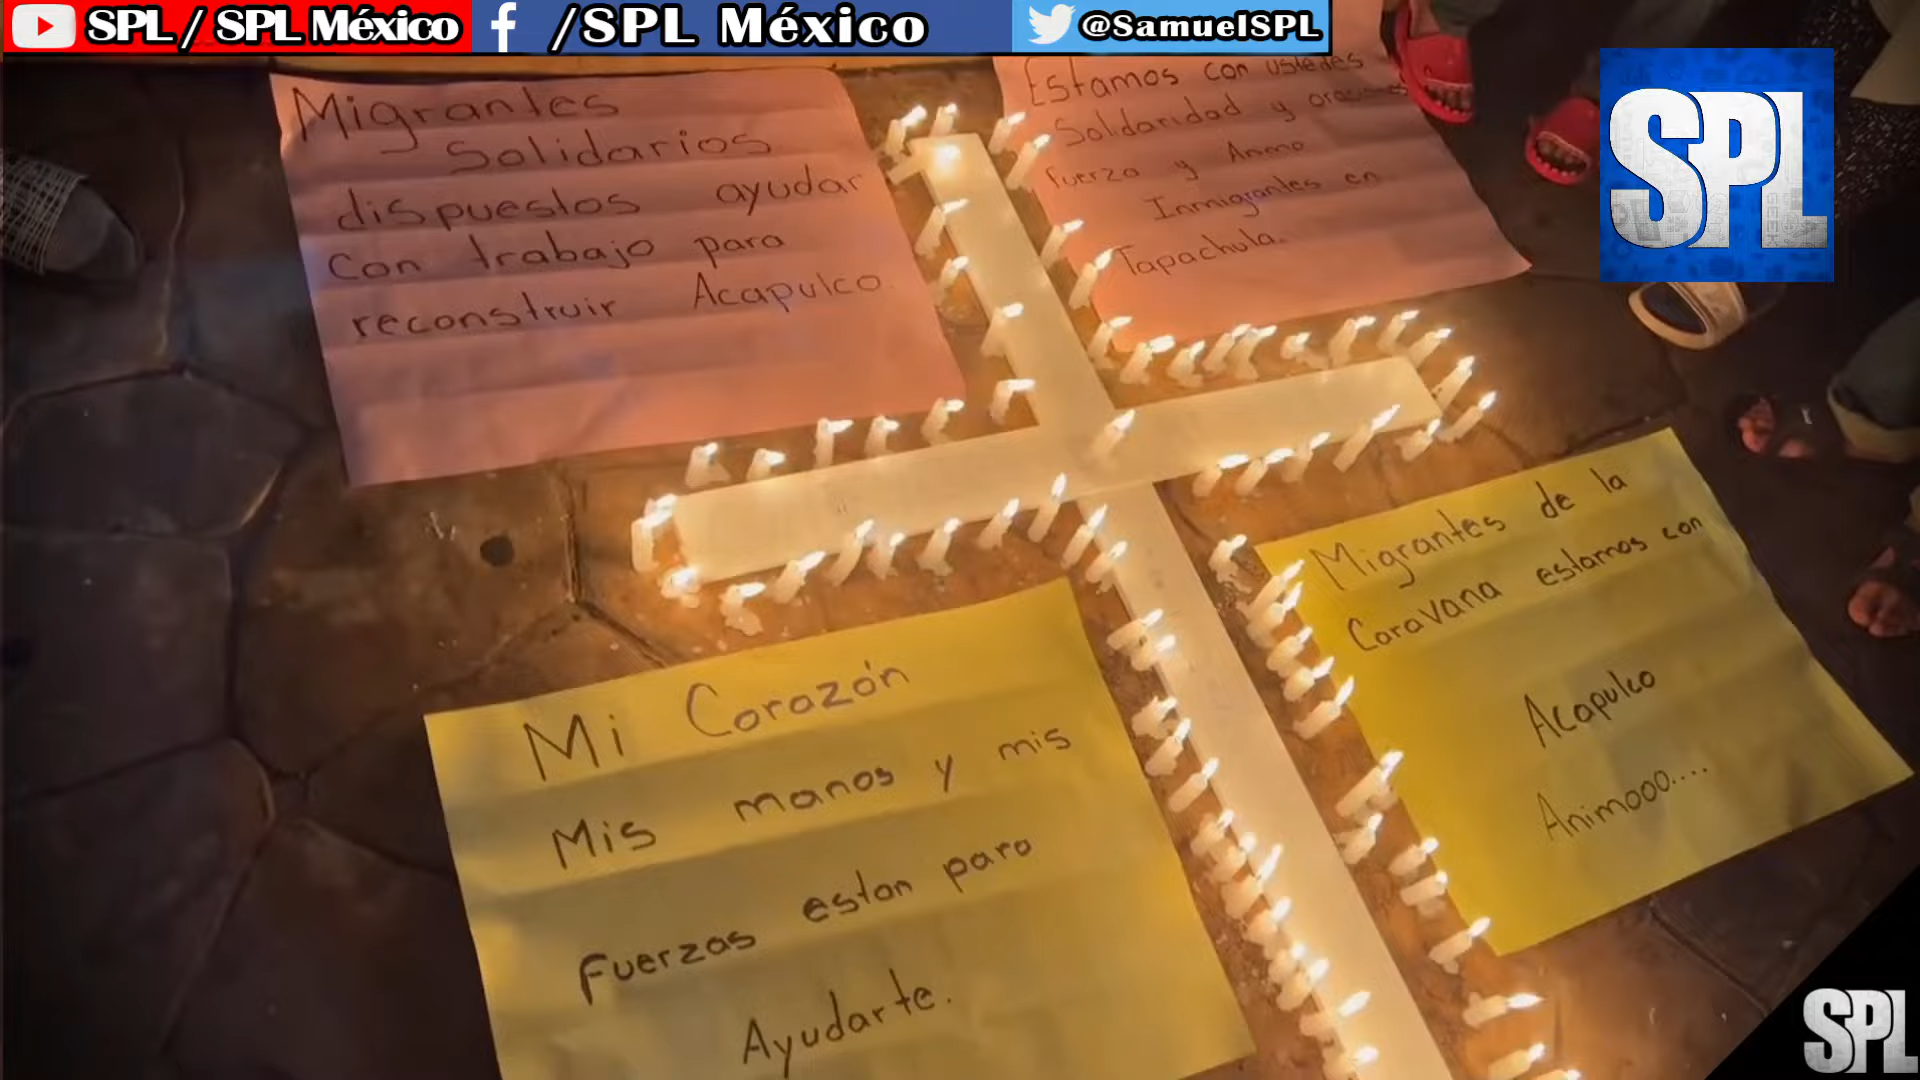 SPL / SPL México
/SPL México
@SamuelSPL
SPL
Migrantes
Solidarios
dispuestos ayudar
Con trabajo para
reconstruir Acapulco.
Estamos con ustedes
Solidaridad y oraciones
Fuerza y Animo
Inmigrantes en
Tapachula.
Mi Corazón
Mis manos y mis
Fuerzas estan para
Ayudarte.
Migrantes de la
Caravana estamos con
Acapulco
Animooo....
SPL